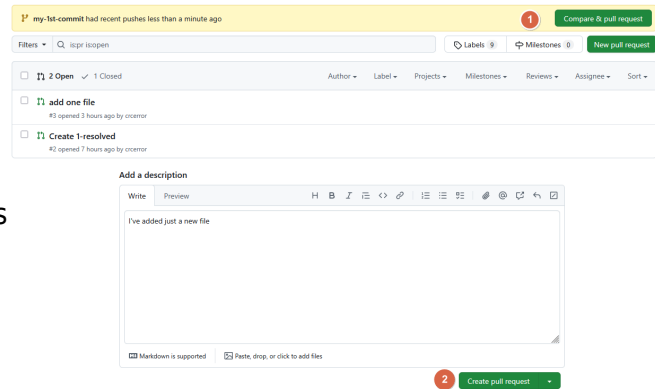 my-1st-commit had recent pushes less than a minute ago
1
Compare & pull request
Filters
is:pr is:open
Labels 9
Milestones 0
New pull request
2 Open
1 Closed
Author
Label
Projects
Milestones
Reviews
Assignee
Sort
add one file
#3 opened 3 hours ago by crcerror
Create 1-resolved
#2 opened 7 hours ago by crcerror
Add a description
s
Write
Preview
H B I
I've added just a new file
Markdown is supported
Paste, drop, or click to add files
2
Create pull request